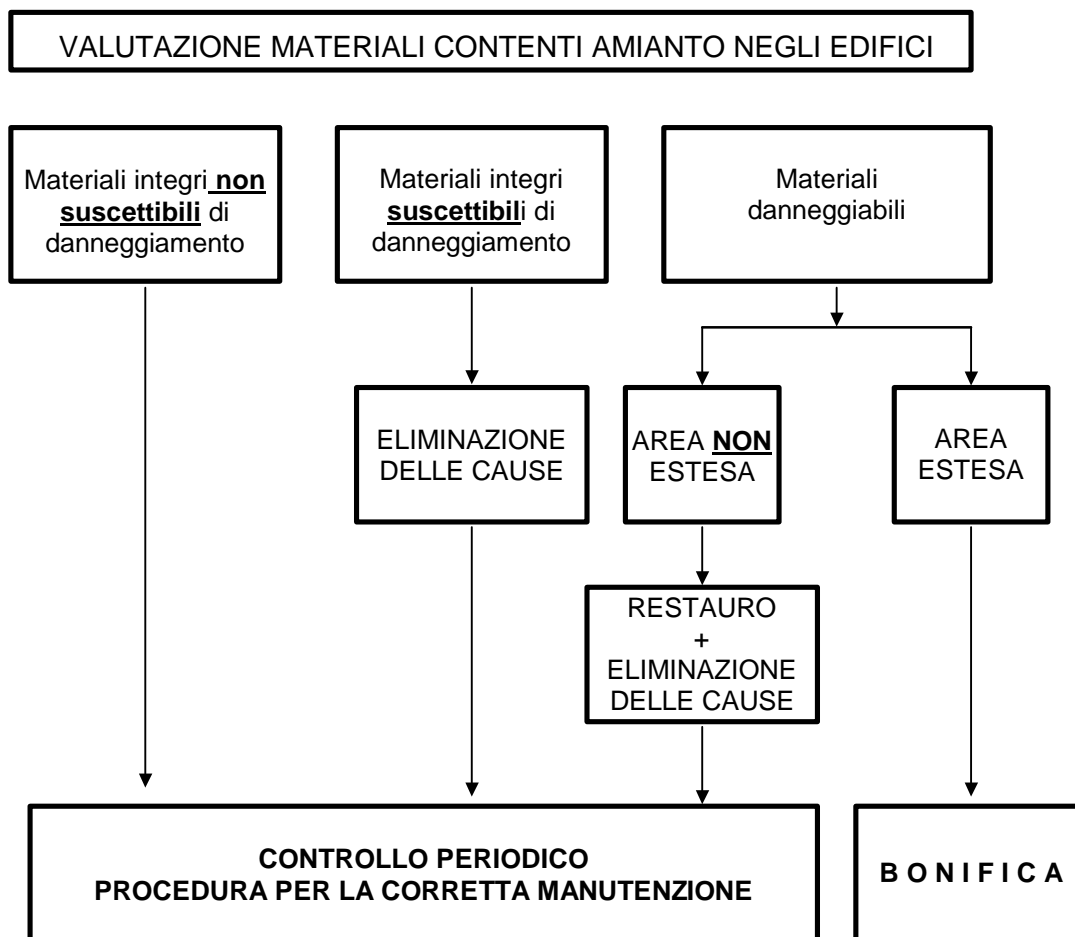 VALUTAZIONE MATERIALI CONTENTI AMIANTO NEGLI EDIFICI
Materiali integri non
suscettibili di
danneggiamento
Materiali integri
suscettibili di
danneggiamento
Materiali
danneggiabili
ELIMINAZIONE
DELLE CAUSE
AREA NON
ESTESA
AREA
ESTESA
RESTAURO
+
ELIMINAZIONE
DELLE CAUSE
CONTROLLO PERIODICO
PROCEDURA PER LA CORRETTA MANUTENZIONE
B O N I F I C A